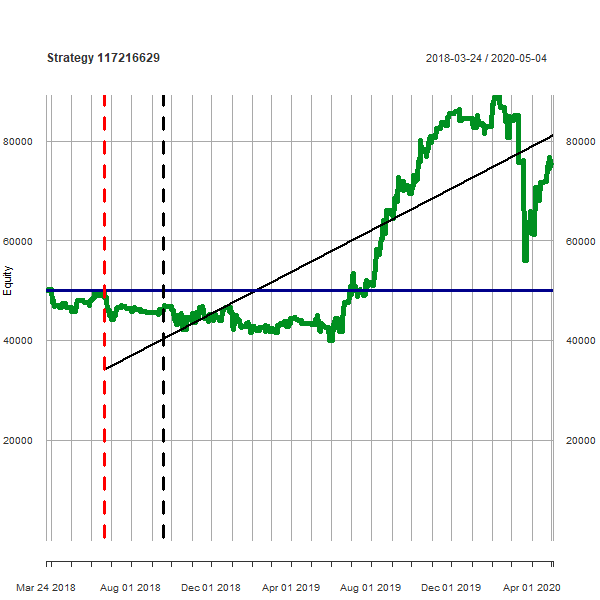 Strategy 117216629 2018-03-24 / 2020-05-04
80000 80000
60000 60000
Equity
40000 40000
20000 20000
Mar 24 2018 Aug 01 2018 Dec 01 2018 Apr 01 2019 Aug 01 2019 Dec 01 2019 Apr 01 2020